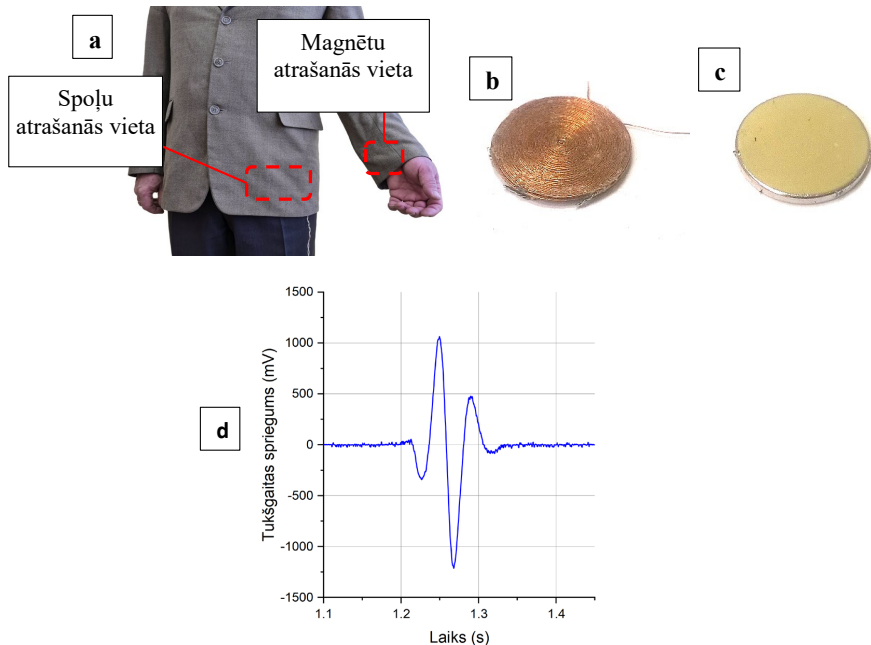 a
Magnētu
atrašanās vieta
b
c
Spoļu
atrašanās vieta
d
Tukšgaitas spriegums (mV)
1500
1000
500
0
-500
-1000
-1500
1.1
1.2
1.3
1.4
Laiks (s)